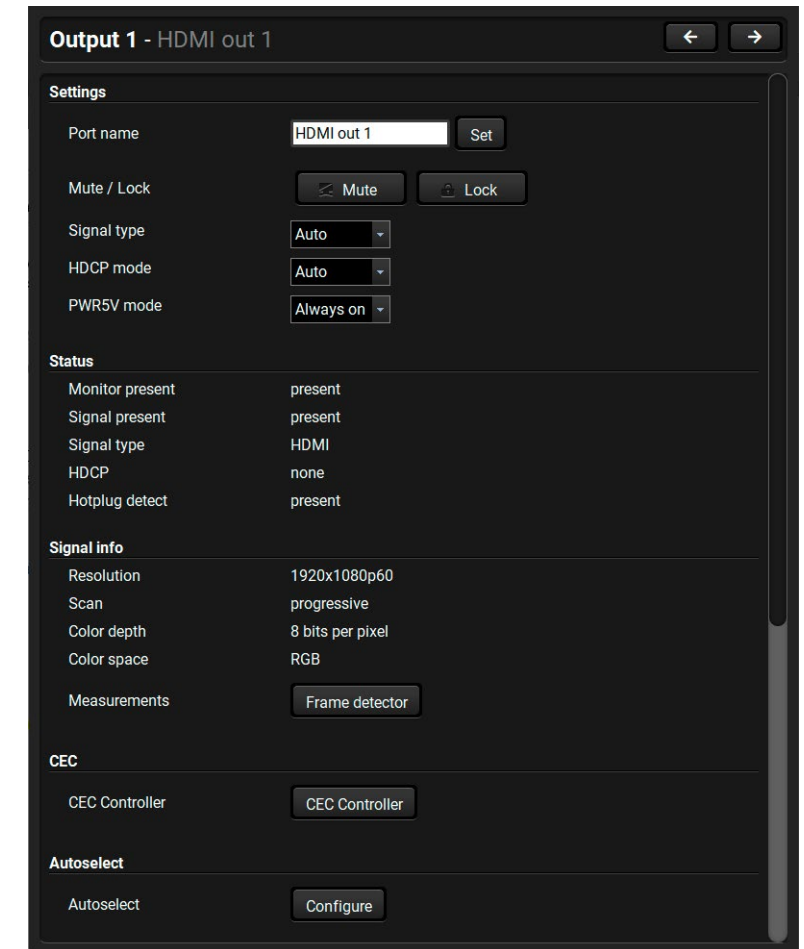 Output 1 - HDMI out 1
Settings
Port name HDMI out 1 Set
Mute / Lock Mute Lock
Signal type Auto
HDCP mode Auto
PWR5V mode Always on
Status
Monitor present present
Signal present present
Signal type HDMI
HDCP none
Hotplug detect present
Signal info
Resolution 1920x1080p60
Scan progressive
Color depth 8 bits per pixel
Color space RGB
Measurements Frame detector
CEC
CEC Controller CEC Controller
Autoselect
Autoselect Configure